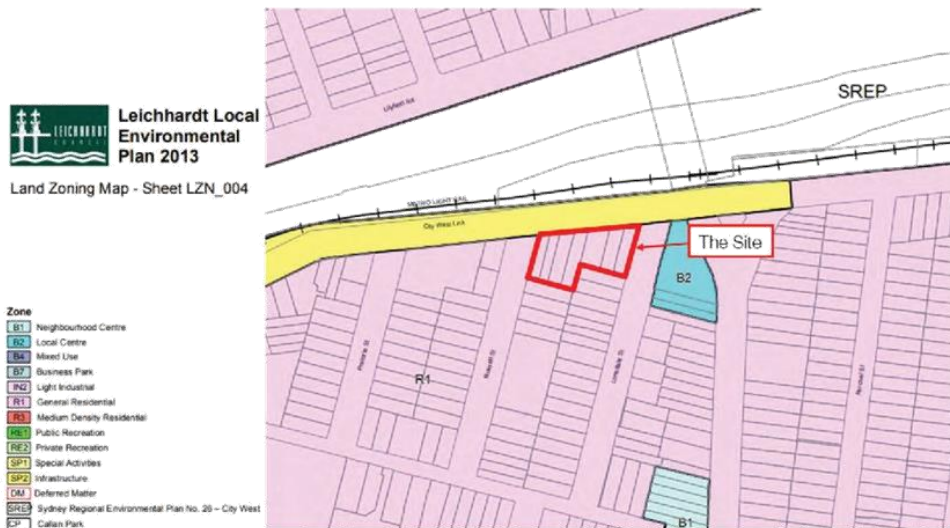 LEICHHARDT
COUNCIL
Leichhardt Local
Environmental
Plan 2013
Land Zoning Map - Sheet LZN_004
Zone
B1 Neighbourhood Centre
B2 Local Centre
B4 Mixed Use
B7 Business Park
IN2 Light Industrial
R1 General Residential
R3 Medium Density Residential
RE1 Public Recreation
RE2 Private Recreation
SP1 Special Activities
SP2 Infrastructure
DM Deferred Matter
SREP Sydney Regional Environmental Plan No. 26 – City West
CP Callan Park
SREP
METRO LIGHT RAIL
City West Link
The Site
B2
R1
B1